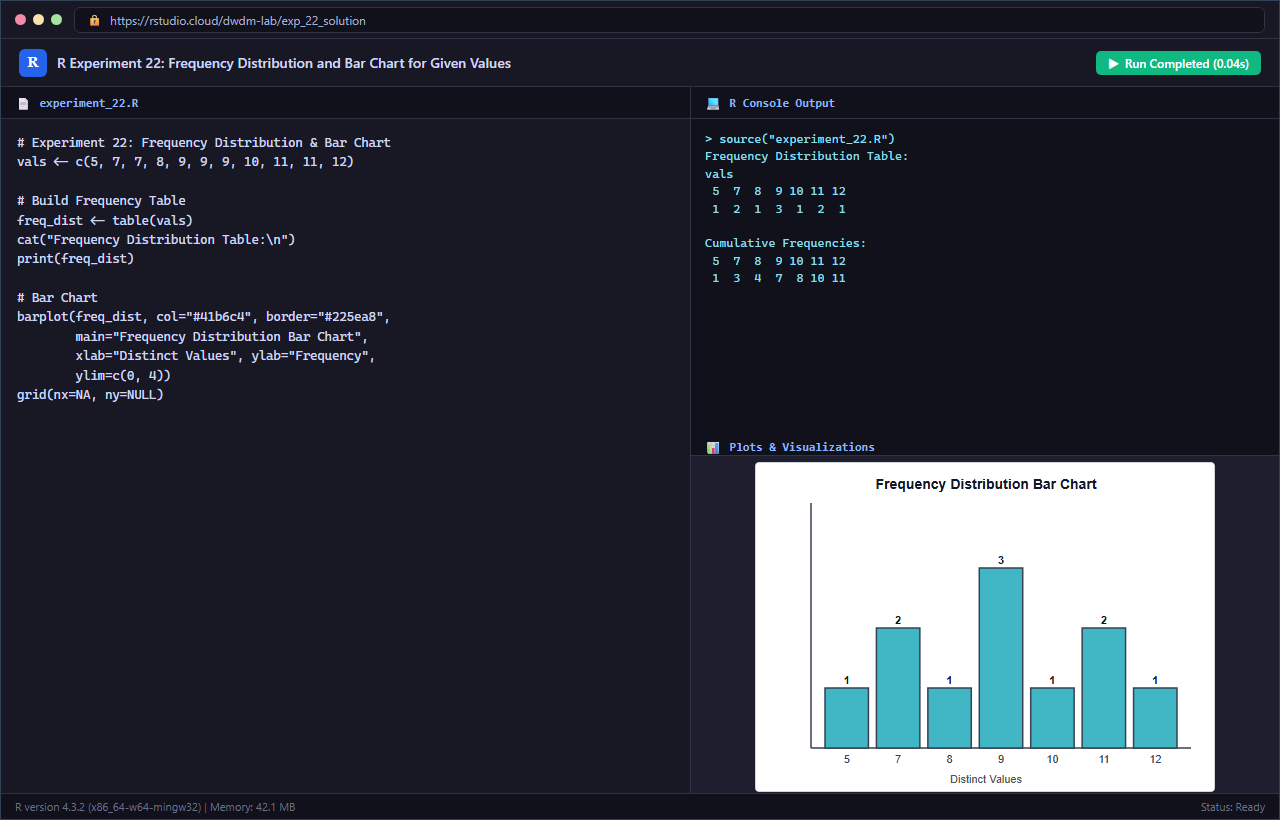 https://rstudio.cloud/dwdm-lab/exp_22_solution
R
R Experiment 22: Frequency Distribution and Bar Chart for Given Values
▶ Run Completed (0.04s)
experiment_22.R
# Experiment 22: Frequency Distribution & Bar Chart
vals <- c(5, 7, 7, 8, 9, 9, 9, 10, 11, 11, 12)
# Build Frequency Table
freq_dist <- table(vals)
cat("Frequency Distribution Table:\n")
print(freq_dist)
# Bar Chart
barplot(freq_dist, col="#41b6c4", border="#225ea8",
        main="Frequency Distribution Bar Chart",
        xlab="Distinct Values", ylab="Frequency",
        ylim=c(0, 4))
grid(nx=NA, ny=NULL)
R Console Output
> source("experiment_22.R")
Frequency Distribution Table:
vals
 5  7  8  9 10 11 12
 1  2  1  3  1  2  1
Cumulative Frequencies:
 5  7  8  9 10 11 12
 1  3  4  7  8 10 11
Plots & Visualizations
Frequency Distribution Bar Chart
1 2 1 3 1 2 1
5 7 8 9 10 11 12
Distinct Values
R version 4.3.2 (x86_64-w64-mingw32) | Memory: 42.1 MB
Status: Ready